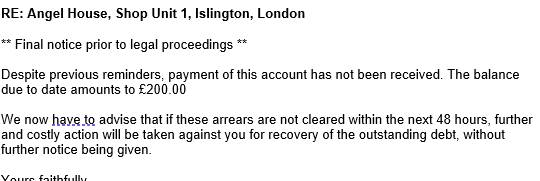 RE: Angel House, Shop Unit 1, Islington, London
** Final notice prior to legal proceedings **
Despite previous reminders, payment of this account has not been received. The balance
due to date amounts to £200.00
We now have to advise that if these arrears are not cleared within the next 48 hours, further
and costly action will be taken against you for recovery of the outstanding debt, without
further notice being given.
Yours faithfully